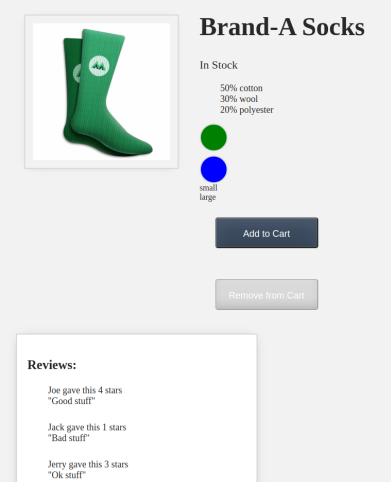 Brand-A Socks
In Stock
50% cotton
30% wool
20% polyester
small
large
Add to Cart
Remove from Cart
Reviews:
Joe gave this 4 stars
"Good stuff"
Jack gave this 1 stars
"Bad stuff"
Jerry gave this 3 stars
"Ok stuff"